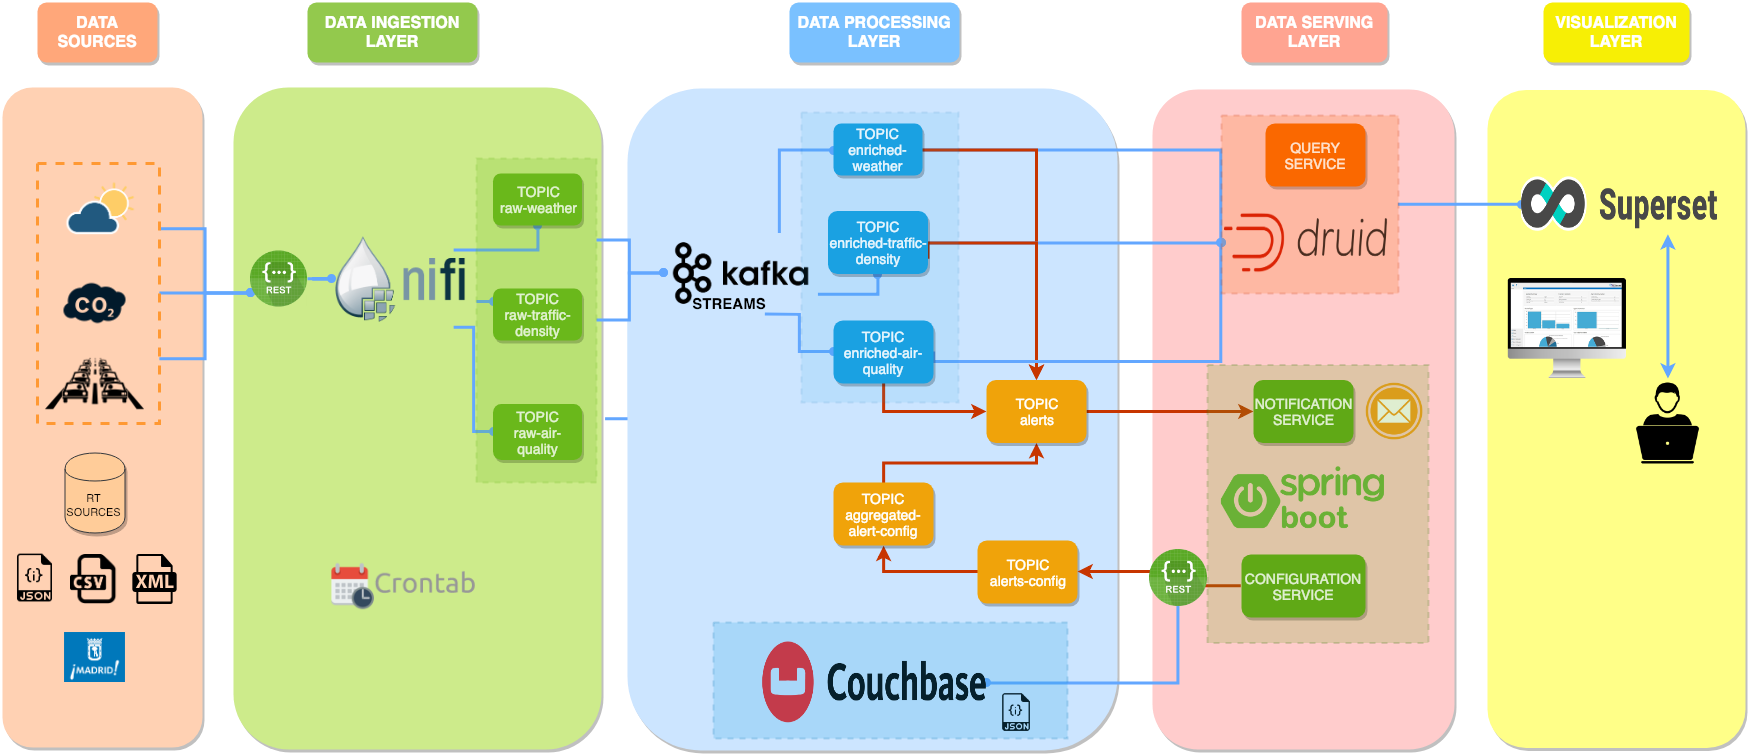 DATA
SOURCES
DATA INGESTION
LAYER
DATA PROCESSING
LAYER
DATA SERVING
LAYER
VISUALIZATION
LAYER
CO2
RT
SOURCES
{i}
JSON
CSV
XML
¡MADRID!
{...}
REST
nifi
TOPIC
raw-weather
TOPIC
raw-traffic-
density
TOPIC
raw-air-
quality
Crontab
kafka
STREAMS
TOPIC
enriched-
weather
TOPIC
enriched-traffic-
density
TOPIC
enriched-air-
quality
TOPIC
alerts
TOPIC
aggregated-
alert-config
TOPIC
alerts-config
Couchbase
{i}
JSON
QUERY
SERVICE
druid
NOTIFICATION
SERVICE
spring
boot
{...}
REST
CONFIGURATION
SERVICE
Superset